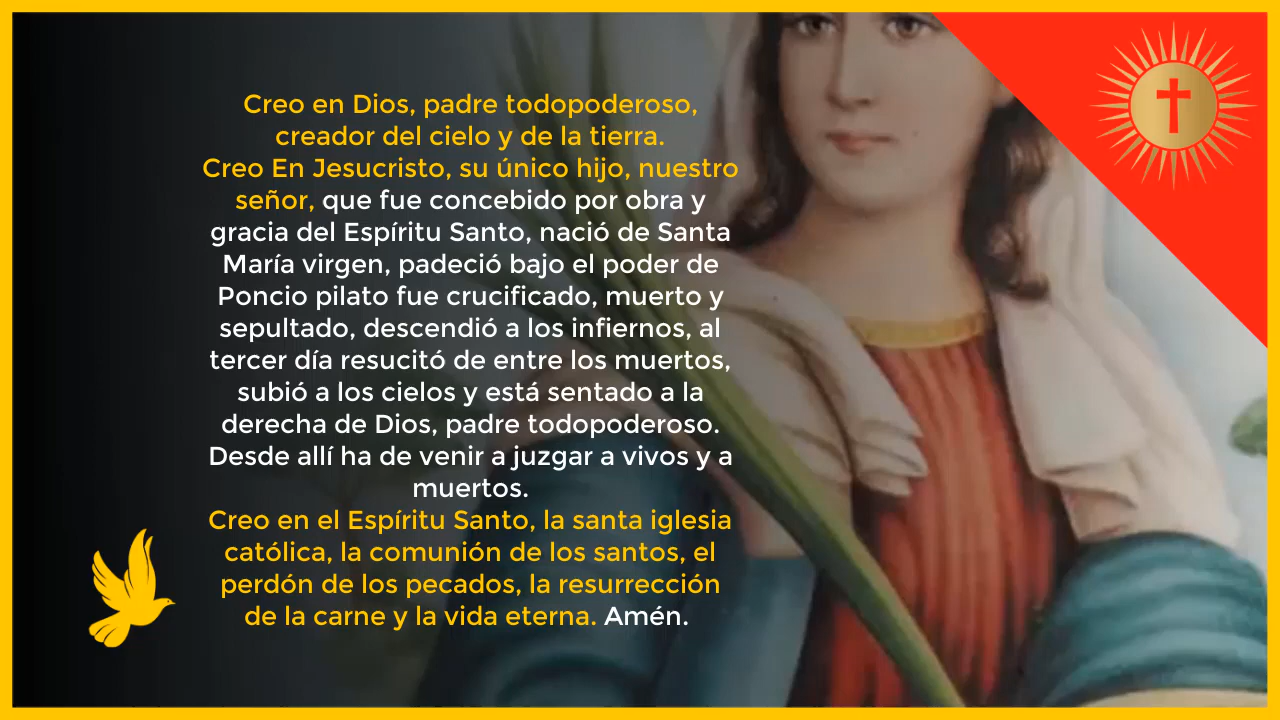 Creo en Dios, padre todopoderoso,
creador del cielo y de la tierra.
Creo En Jesucristo, su único hijo, nuestro
señor, que fue concebido por obra y
gracia del Espíritu Santo, nació de Santa
María virgen, padeció bajo el poder de
Poncio pilato fue crucificado, muerto y
sepultado, descendió a los infiernos, al
tercer día resucitó de entre los muertos,
subió a los cielos y está sentado a la
derecha de Dios, padre todopoderoso.
Desde allí ha de venir a juzgar a vivos y a
muertos.
Creo en el Espíritu Santo, la santa iglesia
católica, la comunión de los santos, el
perdón de los pecados, la resurrección
de la carne y la vida eterna. Amén.